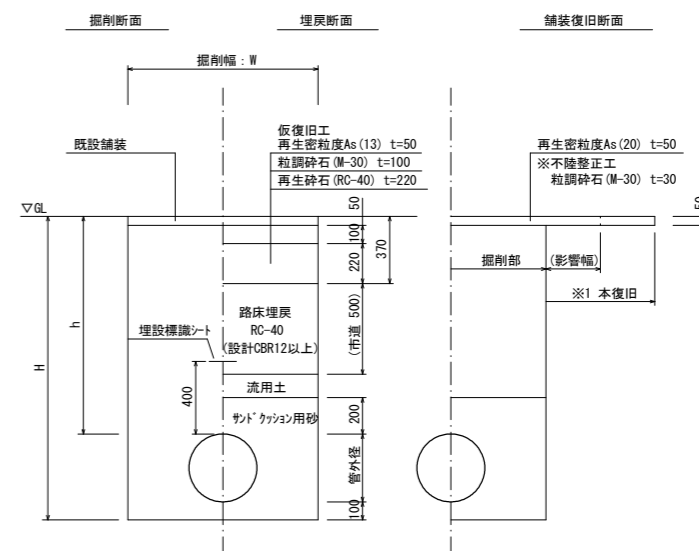 掘削断面
埋戻断面
舗装復旧断面
掘削幅：W
既設舗装
仮復旧工
再生密粒度As(13) t=50
粒調砕石(M-30) t=100
再生砕石(RC-40) t=220
再生密粒度As(20) t=50
※不陸整正工
粒調砕石(M-30) t=30
▽GL
50
100
220
370
50
掘削部
(影響幅)
※1 本復旧
路床埋戻
RC-40
(設計CBR12以上)
(市道 500)
埋設標識シート
h
H
400
流用土
サンドクッション用砂
200
管外径
100